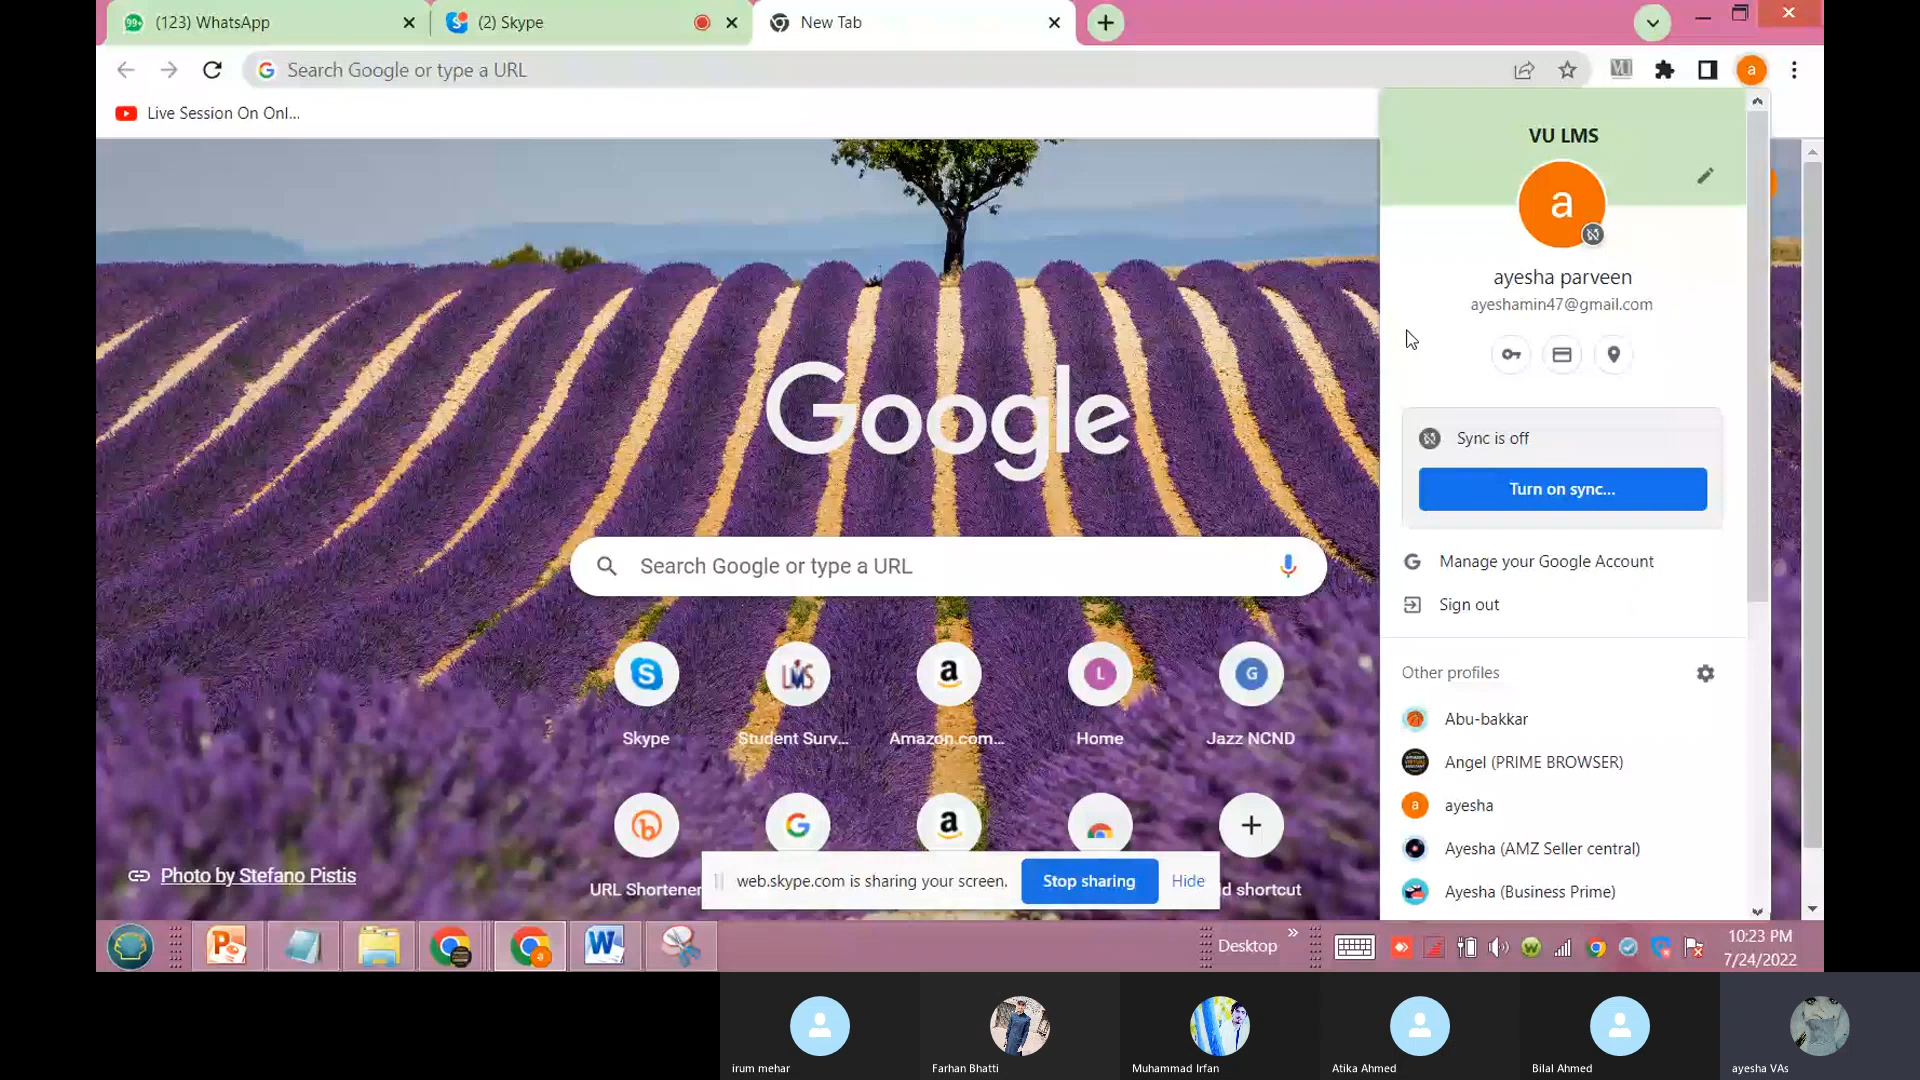 (123) WhatsApp
(2) Skype
New Tab
Search Google or type a URL
a
Live Session On Onl...
VU LMS
a
ayesha parveen
ayeshamin47@gmail.com
Sync is off
Turn on sync...
Manage your Google Account
Sign out
Other profiles
Abu-bakkar
Angel (PRIME BROWSER)
ayesha
Ayesha (AMZ Seller central)
Ayesha (Business Prime)
Google
Search Google or type a URL
Skype
Student Surv...
Amazon.com...
Home
Jazz NCND
URL Shortener
d shortcut
Photo by Stefano Pistis
web.skype.com is sharing your screen.
Stop sharing
Hide
Desktop
10:23 PM
7/24/2022
irum mehar
Farhan Bhatti
Muhammad Irfan
Atika Ahmed
Bilal Ahmed
ayesha VAs